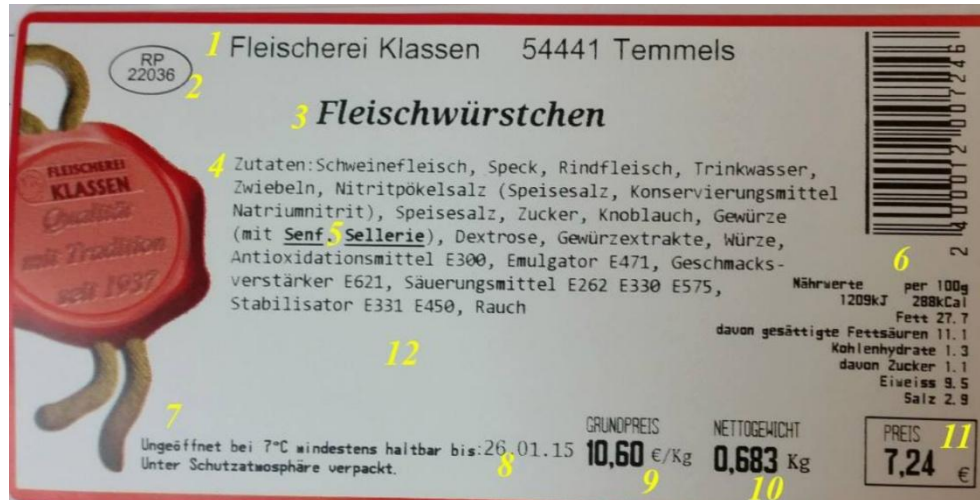 1 Fleischerei Klassen 54441 Temmels
RP
22036
2
3 Fleischwürstchen
FLEISCHEREI
KLASSEN
Qualität
mit Tradition
seit 1937
4 Zutaten:Schweinefleisch, Speck, Rindfleisch, Trinkwasser,
Zwiebeln, Nitritpökelsalz (Speisesalz, Konservierungsmittel
Natriumnitrit), Speisesalz, Zucker, Knoblauch, Gewürze
(mit Senf, 5 Sellerie), Dextrose, Gewürzextrakte, Würze,
Antioxidationsmittel E300, Emulgator E471, Geschmacks-
verstärker E621, Säuerungsmittel E262 E330 E575,
Stabilisator E331 E450, Rauch
2400012007246
6
Nährwerte per 100g
1209kJ 288kCal
Fett 27.7
davon gesättigte Fettsäuren 11.1
Kohlenhydrate 1.3
davon Zucker 1.1
Eiweiss 9.5
Salz 2.9
12
7
Ungeöffnet bei 7°C mindestens haltbar bis:26.01.15
Unter Schutzatmosphäre verpackt.
8
GRUNDPREIS
10,60 €/Kg
9
NETTOGEWICHT
0,683 Kg
10
PREIS 11
7,24 €